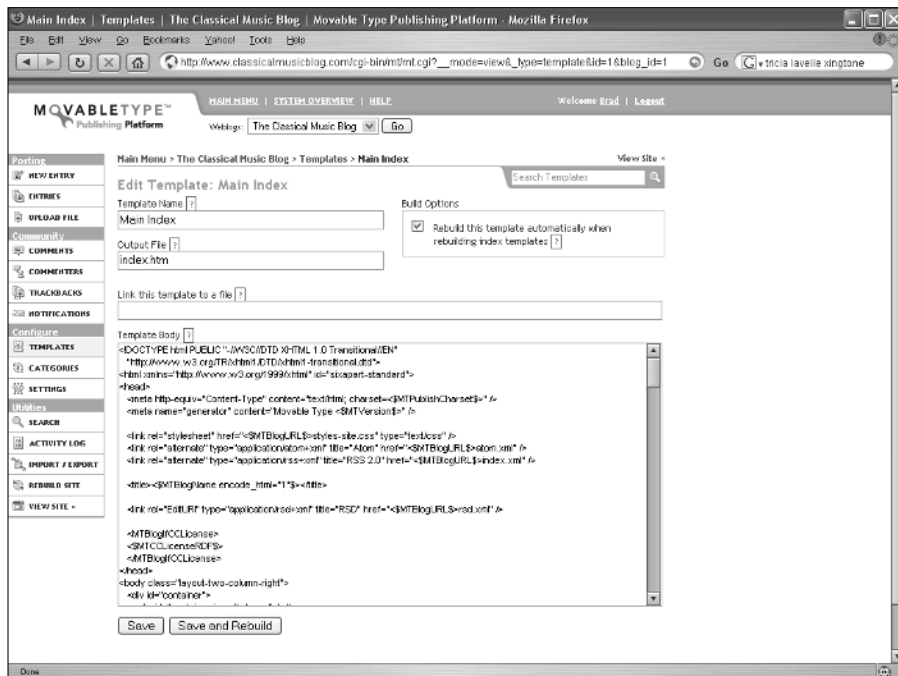 Main Index | Templates | The Classical Music Blog | Movable Type Publishing Platform - Mozilla Firefox
File Edit View Go Bookmarks Yahoo! Tools Help
http://www.classicalmusicblog.com/cgi-bin/mt/mt.cgi?__mode=view&_type=template&id=1&blog_id=1
Go
tricia lavelle xingtone
MOVABLETYPE™
Publishing Platform
MAIN MENU | SYSTEM OVERVIEW | HELP
Welcome Brad | Logout
Weblogs: The Classical Music Blog Go
Main Menu > The Classical Music Blog > Templates > Main Index
View Site »
Search Templates
Posting
NEW ENTRY
ENTRIES
UPLOAD FILE
Community
COMMENTS
COMMENTERS
TRACKBACKS
NOTIFICATIONS
Configure
TEMPLATES
CATEGORIES
SETTINGS
Utilities
SEARCH
ACTIVITY LOG
IMPORT / EXPORT
REBUILD SITE
VIEW SITE »
Edit Template: Main Index
Template Name ?
Main Index
Output File ?
index.htm
Build Options
Rebuild this template automatically when
rebuilding index templates ?
Link this template to a file ?
Template Body ?
<!DOCTYPE html PUBLIC "-//W3C//DTD XHTML 1.0 Transitional//EN"
"http://www.w3.org/TR/xhtml1/DTD/xhtml1-transitional.dtd">
<html xmlns="http://www.w3.org/1999/xhtml" id="sixapart-standard">
<head>
<meta http-equiv="Content-Type" content="text/html; charset=<$MTPublishCharset$>" />
<meta name="generator" content="Movable Type <$MTVersion$>" />
<link rel="stylesheet" href="<$MTBlogURL$>styles-site.css" type="text/css" />
<link rel="alternate" type="application/atom+xml" title="Atom" href="<$MTBlogURL$>atom.xml" />
<link rel="alternate" type="application/rss+xml" title="RSS 2.0" href="<$MTBlogURL$>index.xml" />
<title><$MTBlogName encode_html="1"$></title>
<link rel="EditURI" type="application/rsd+xml" title="RSD" href="<$MTBlogURL$>rsd.xml" />
<MTBlogIfCCLicense>
<$MTCCLicenseRDF$>
</MTBlogIfCCLicense>
</head>
<body class="layout-two-column-right">
<div id="container">
Save
Save and Rebuild
Done